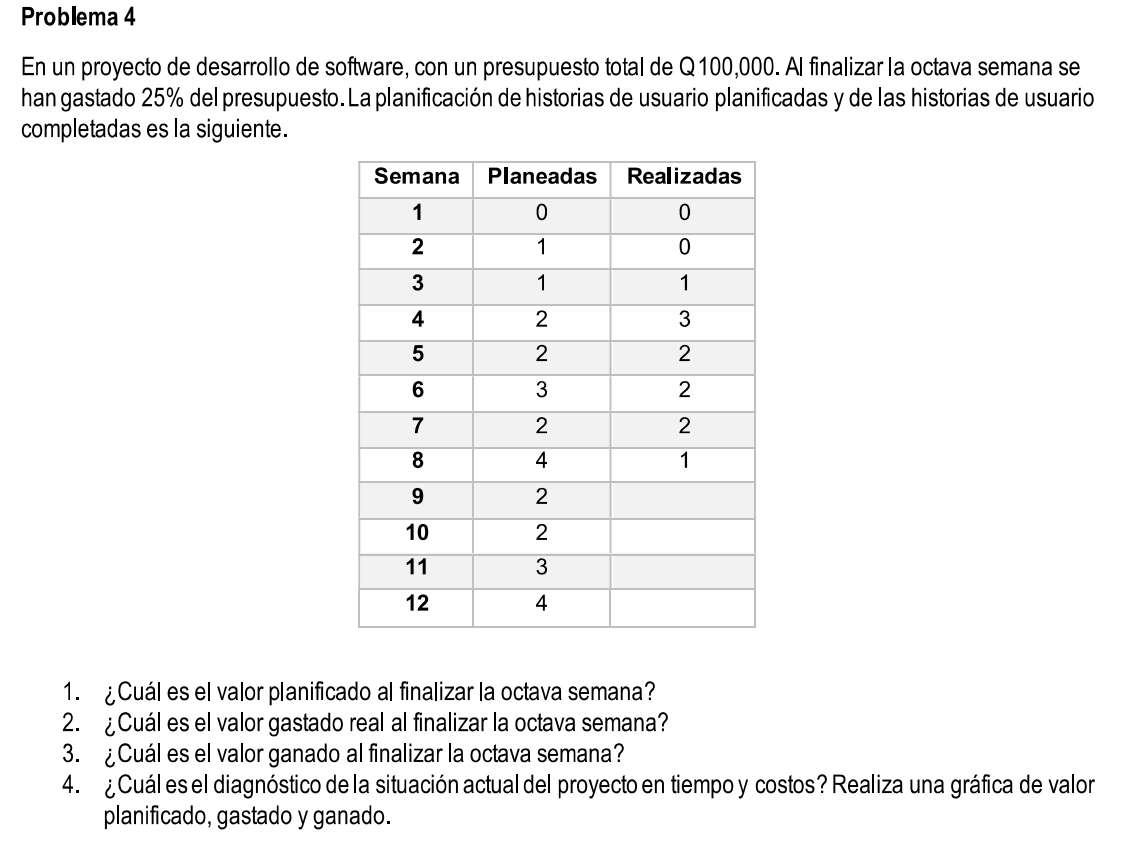 Problema 4
En un proyecto de desarrollo de software, con un presupuesto total de Q100,000. Al finalizar la octava semana se
han gastado 25% del presupuesto. La planificación de historias de usuario planificadas y de las historias de usuario
completadas es la siguiente.
Semana Planeadas Realizadas
1 0 0
2 1 0
3 1 1
4 2 3
5 2 2
6 3 2
7 2 2
8 4 1
9 2
10 2
11 3
12 4
1. ¿Cuál es el valor planificado al finalizar la octava semana?
2. ¿Cuál es el valor gastado real al finalizar la octava semana?
3. ¿Cuál es el valor ganado al finalizar la octava semana?
4. ¿Cuál es el diagnóstico de la situación actual del proyecto en tiempo y costos? Realiza una gráfica de valor
planificado, gastado y ganado.